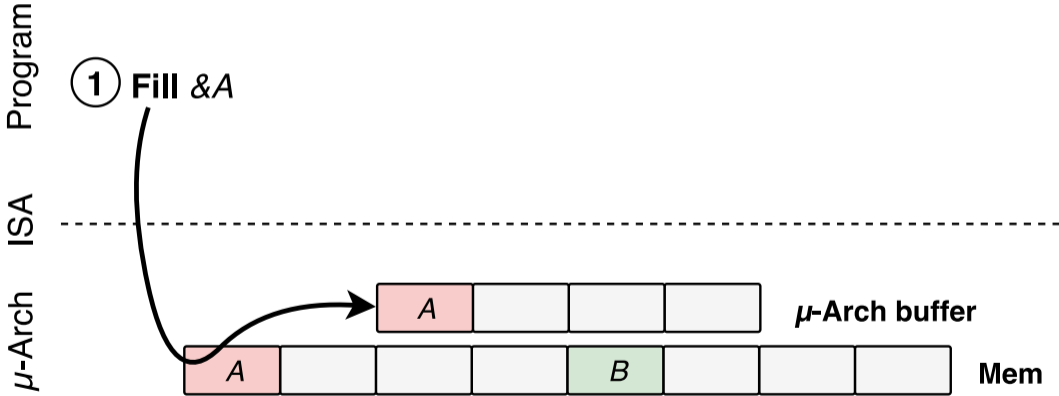 Program
① Fill &A
ISA
μ-Arch
A
μ-Arch buffer
A
B
Mem